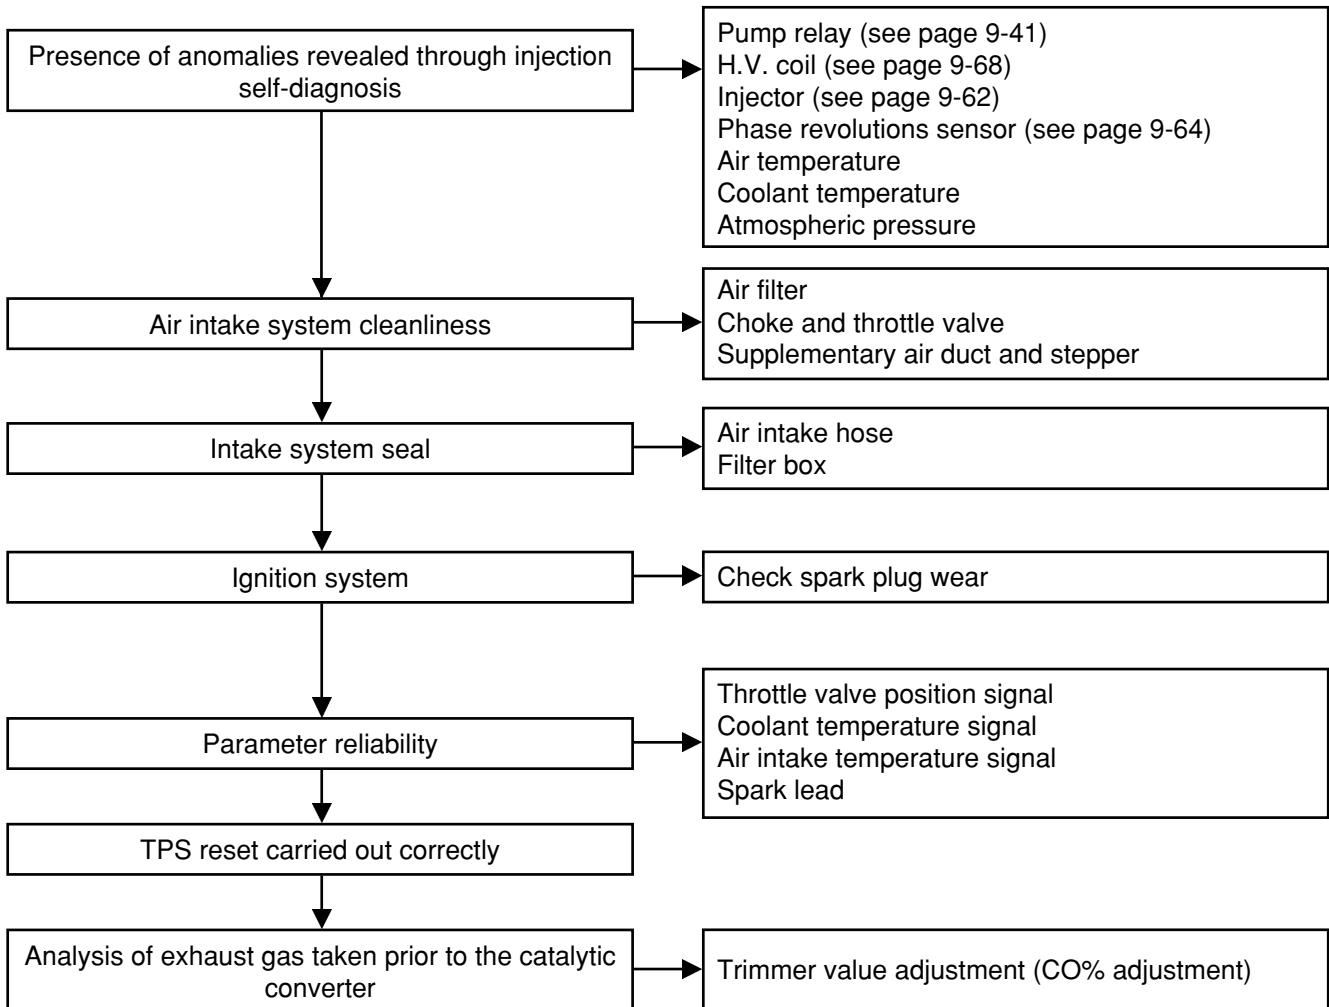 Presence of anomalies revealed through injection
self-diagnosis
Pump relay (see page 9-41)
H.V. coil (see page 9-68)
Injector (see page 9-62)
Phase revolutions sensor (see page 9-64)
Air temperature
Coolant temperature
Atmospheric pressure
Air intake system cleanliness
Air filter
Choke and throttle valve
Supplementary air duct and stepper
Intake system seal
Air intake hose
Filter box
Ignition system
Check spark plug wear
Parameter reliability
Throttle valve position signal
Coolant temperature signal
Air intake temperature signal
Spark lead
TPS reset carried out correctly
Analysis of exhaust gas taken prior to the catalytic
converter
Trimmer value adjustment (CO% adjustment)